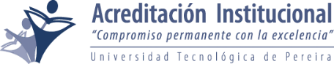 Acreditación Institucional
“Compromiso permanente con la excelencia”
Universidad Tecnológica de Pereira